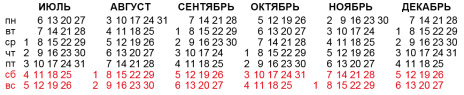 ИЮЛЬ АВГУСТ СЕНТЯБРЬ ОКТЯБРЬ НОЯБРЬ ДЕКАБРЬ
пн 6 13 20 27 3 10 17 24 31 7 14 21 28 5 12 19 26 2 9 16 23 30 7 14 21 28
вт 7 14 21 28 4 11 18 25 1 8 15 22 29 6 13 20 27 3 10 17 24 1 8 15 22 29
ср 1 8 15 22 29 5 12 19 26 2 9 16 23 30 7 14 21 28 4 11 18 25 2 9 16 23 30
чт 2 9 16 23 30 6 13 20 27 3 10 17 24 1 8 15 22 29 5 12 19 26 3 10 17 24 31
пт 3 10 17 24 31 7 14 21 28 4 11 18 25 2 9 16 23 30 6 13 20 27 4 11 18 25
сб 4 11 18 25 1 8 15 22 29 5 12 19 26 3 10 17 24 31 7 14 21 28 5 12 19 26
вс 5 12 19 26 2 9 16 23 30 6 13 20 27 4 11 18 25 1 8 15 22 29 6 13 20 27